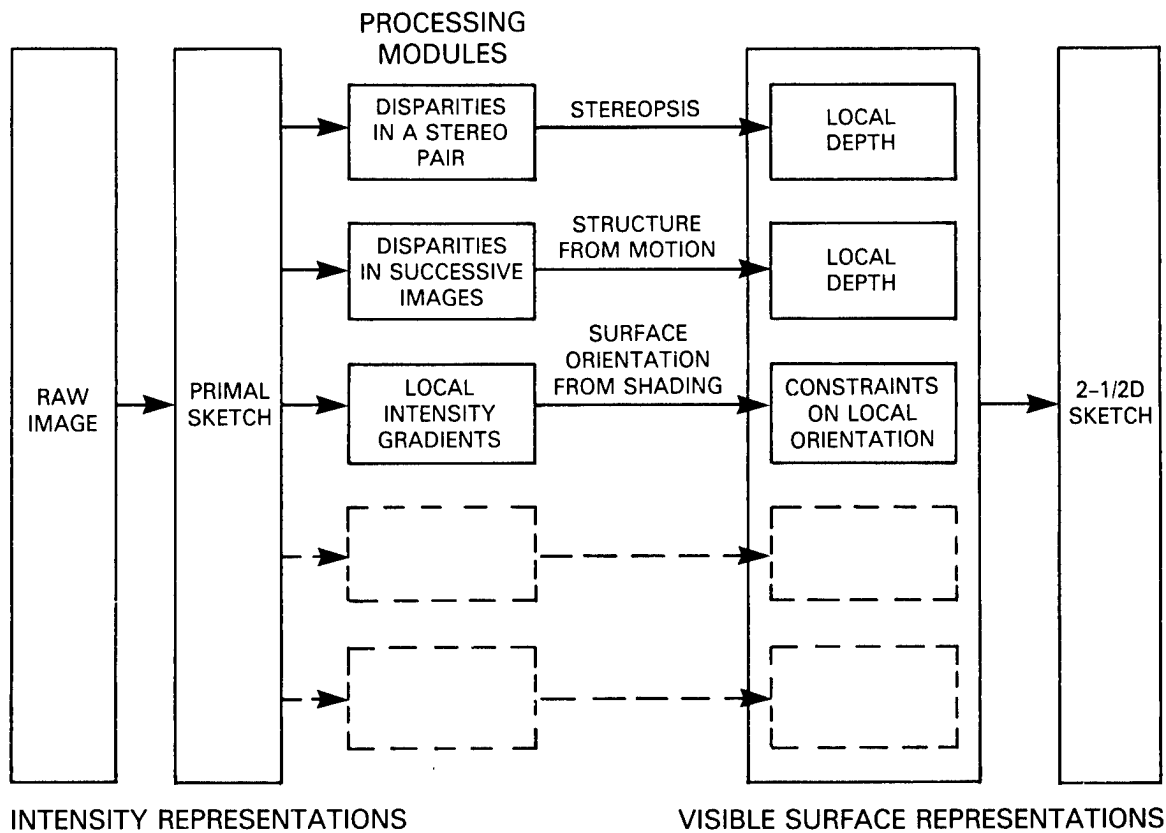 PROCESSING
MODULES
RAW
IMAGE
PRIMAL
SKETCH
DISPARITIES
IN A STEREO
PAIR
STEREOPSIS
LOCAL
DEPTH
DISPARITIES
IN SUCCESSIVE
IMAGES
STRUCTURE
FROM MOTION
LOCAL
DEPTH
LOCAL
INTENSITY
GRADIENTS
SURFACE
ORIENTATION
FROM SHADING
CONSTRAINTS
ON LOCAL
ORIENTATION
2-1/2D
SKETCH
INTENSITY REPRESENTATIONS
VISIBLE SURFACE REPRESENTATIONS